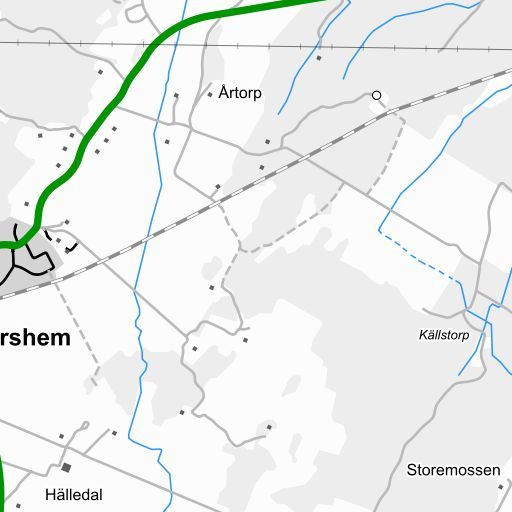 Årtorp
rshem
Källstorp
Storemossen
Hälledal